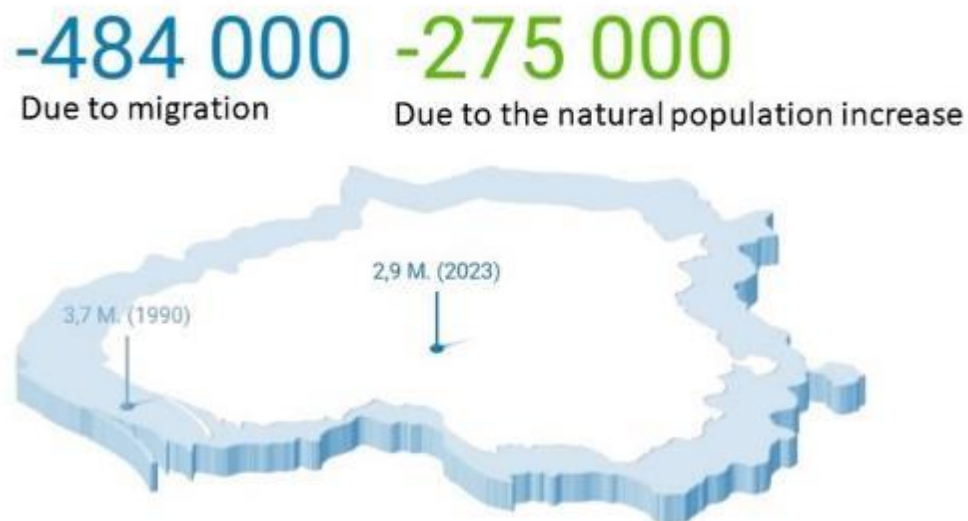 -484 000
Due to migration
-275 000
Due to the natural population increase
2,9 M. (2023)
3,7 M. (1990)